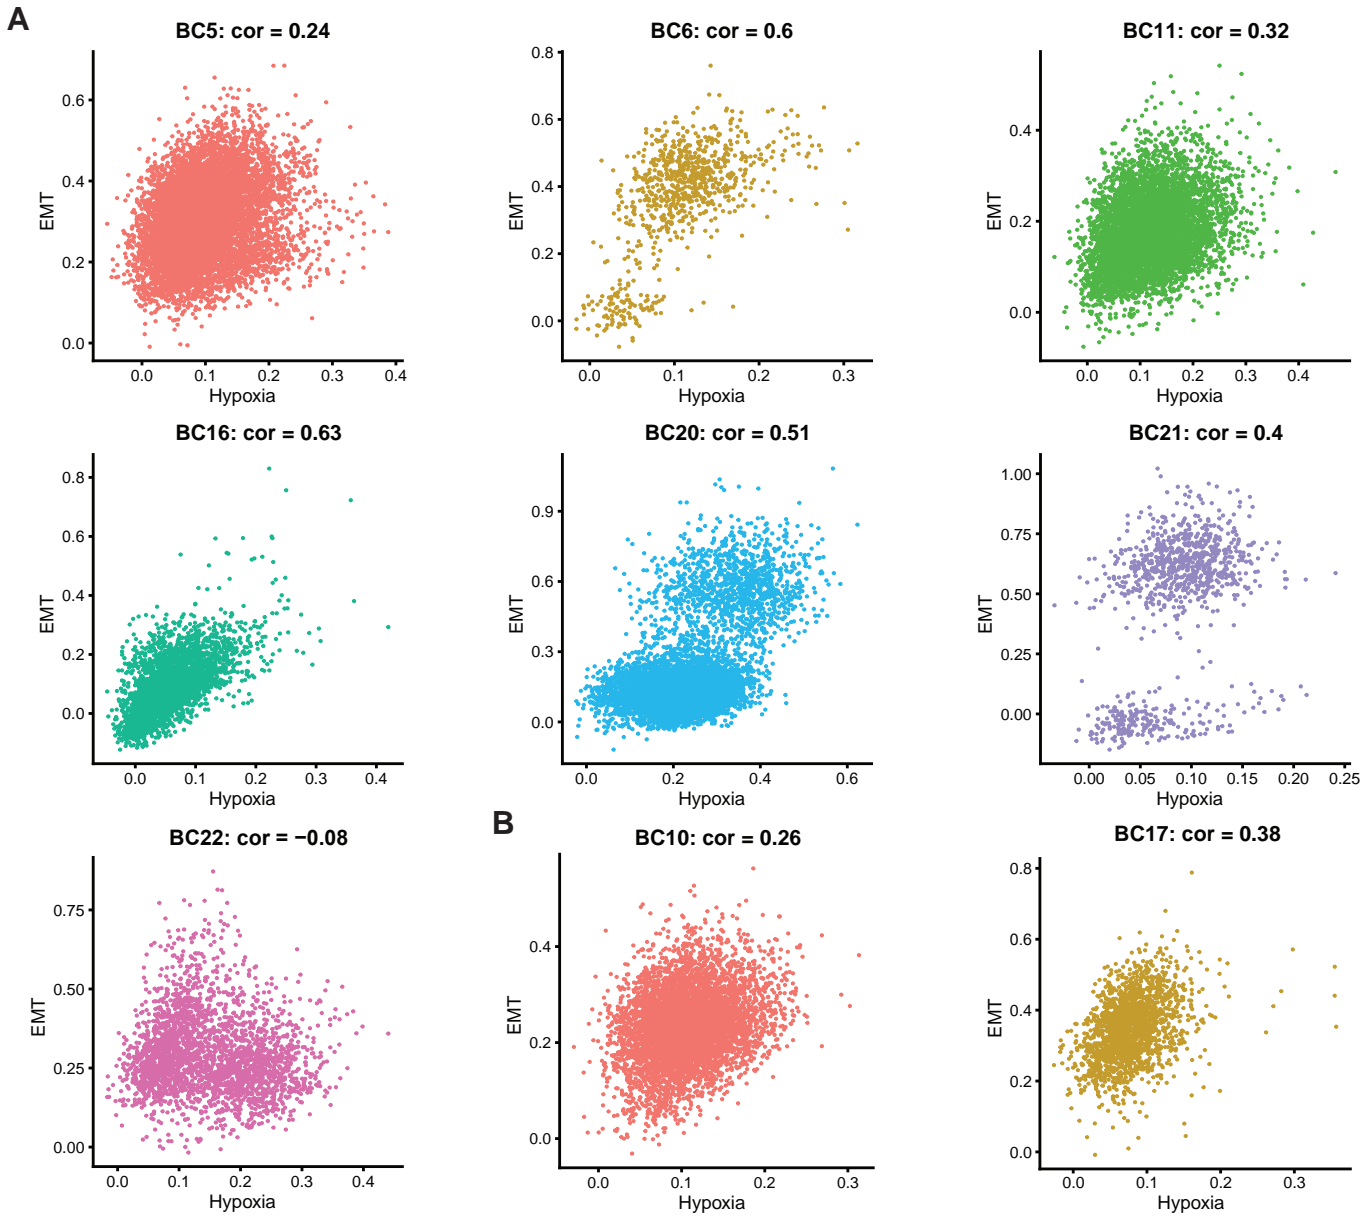 A
BC5: cor = 0.24
BC6: cor = 0.6
BC11: cor = 0.32
EMT
0.6
0.4
0.2
0.0
0.0 0.1 0.2 0.3 0.4
Hypoxia
EMT
0.8
0.6
0.4
0.2
0.0
0.0 0.1 0.2 0.3
Hypoxia
EMT
0.4
0.2
0.0
0.0 0.1 0.2 0.3 0.4
Hypoxia
BC16: cor = 0.63
BC20: cor = 0.51
BC21: cor = 0.4
EMT
0.8
0.6
0.4
0.2
0.0
0.0 0.1 0.2 0.3 0.4
Hypoxia
EMT
0.9
0.6
0.3
0.0
0.0 0.2 0.4 0.6
Hypoxia
EMT
1.00
0.75
0.50
0.25
0.00
0.00 0.05 0.10 0.15 0.20 0.25
Hypoxia
BC22: cor = −0.08
EMT
0.75
0.50
0.25
0.00
0.0 0.1 0.2 0.3 0.4
Hypoxia
B
BC10: cor = 0.26
BC17: cor = 0.38
EMT
0.4
0.2
0.0
0.0 0.1 0.2 0.3
Hypoxia
EMT
0.8
0.6
0.4
0.2
0.0
0.0 0.1 0.2 0.3
Hypoxia